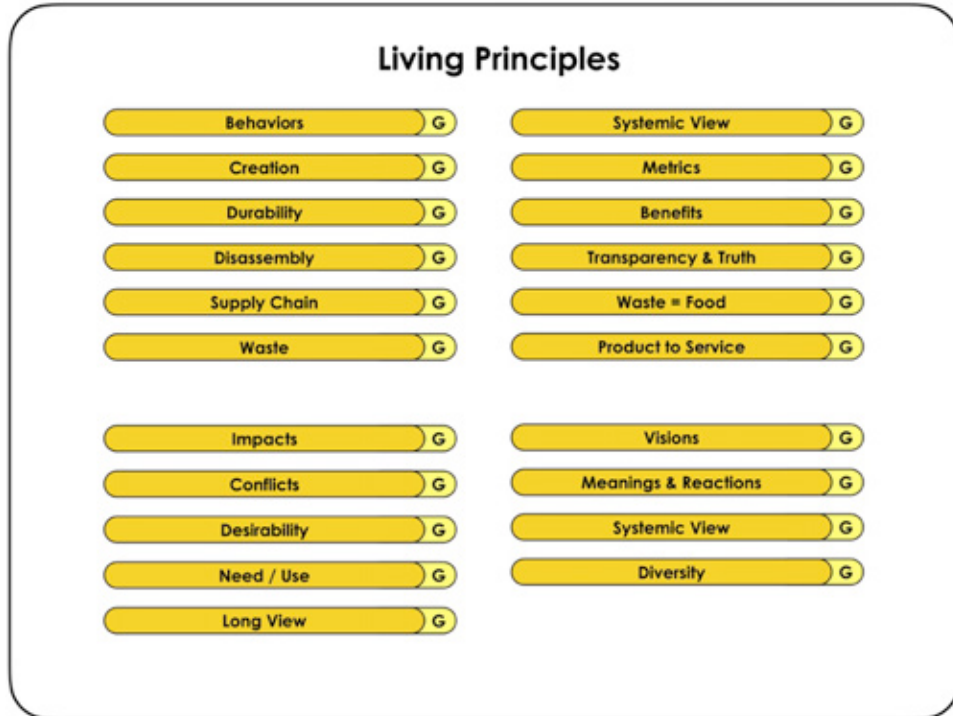 Living Principles
Behaviors G
Creation G
Durability G
Disassembly G
Supply Chain G
Waste G
Systemic View G
Metrics G
Benefits G
Transparency & Truth G
Waste = Food G
Product to Service G
Impacts G
Conflicts G
Desirability G
Need / Use G
Long View G
Visions G
Meanings & Reactions G
Systemic View G
Diversity G